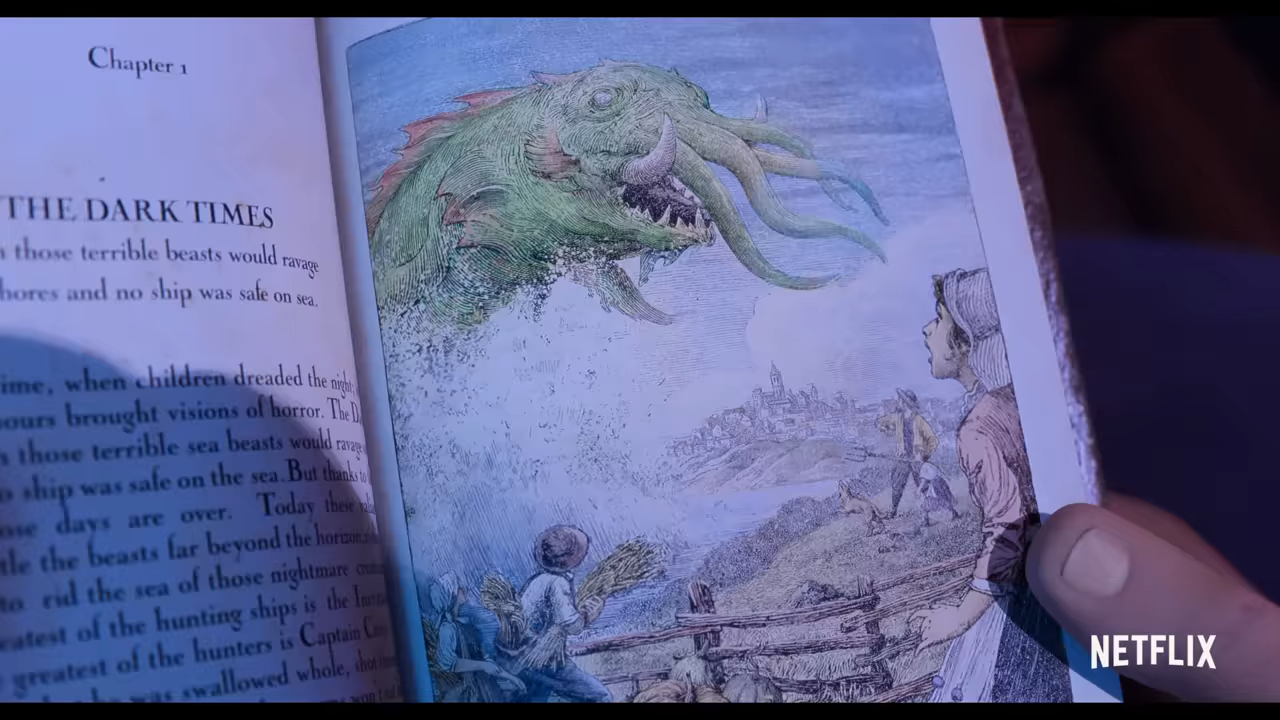 Chapter 1
THE DARK TIMES
those terrible beasts would ravage
hores and no ship was safe on sea.
ime, when children dreaded the night;
ours brought visions of horror. The D
s those terrible sea beasts would ravage
ship was safe on the sea. But thanks to
ose days are over. Today these
tle the beasts far beyond the horizon
to rid the sea of those nightmare
eatest of the hunting ships is the
greatest of the hunters is Captain
was swallowed whole,
NETFLIX